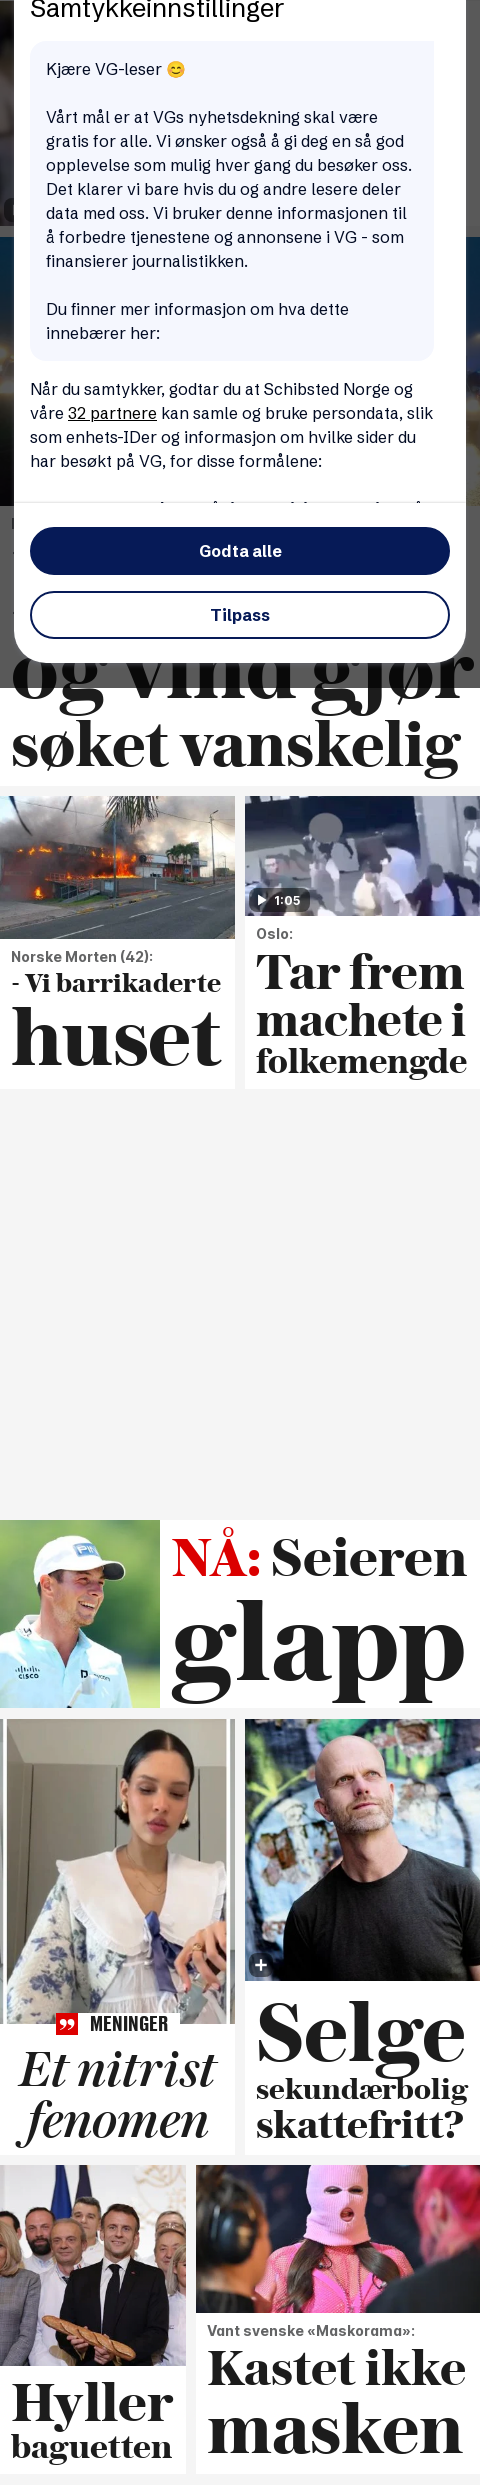 Samtykkeinnstillinger
Kjære VG-leser 😊
Vårt mål er at VGs nyhetsdekning skal være
gratis for alle. Vi ønsker også å gi deg en så god
opplevelse som mulig hver gang du besøker oss.
Det klarer vi bare hvis du og andre lesere deler
data med oss. Vi bruker denne informasjonen til
å forbedre tjenestene og annonsene i VG - som
finansierer journalistikken.
Du finner mer informasjon om hva dette
innebærer her:
Når du samtykker, godtar du at Schibsted Norge og
våre 32 partnere kan samle og bruke persondata, slik
som enhets-IDer og informasjon om hvilke sider du
har besøkt på VG, for disse formålene:
Godta alle
Tilpass
og vind gjør
søket vanskelig
1:05
Norske Morten (42):
- Vi barrikaderte
huset
Oslo:
Tar frem
machete i
folkemengde
PING
CISCO
NÅ: Seieren
glapp
MENINGER
Et nitrist
fenomen
Selge
sekundærbolig
skattefritt?
Hyller
baguetten
Vant svenske «Maskorama»:
Kastet ikke
masken